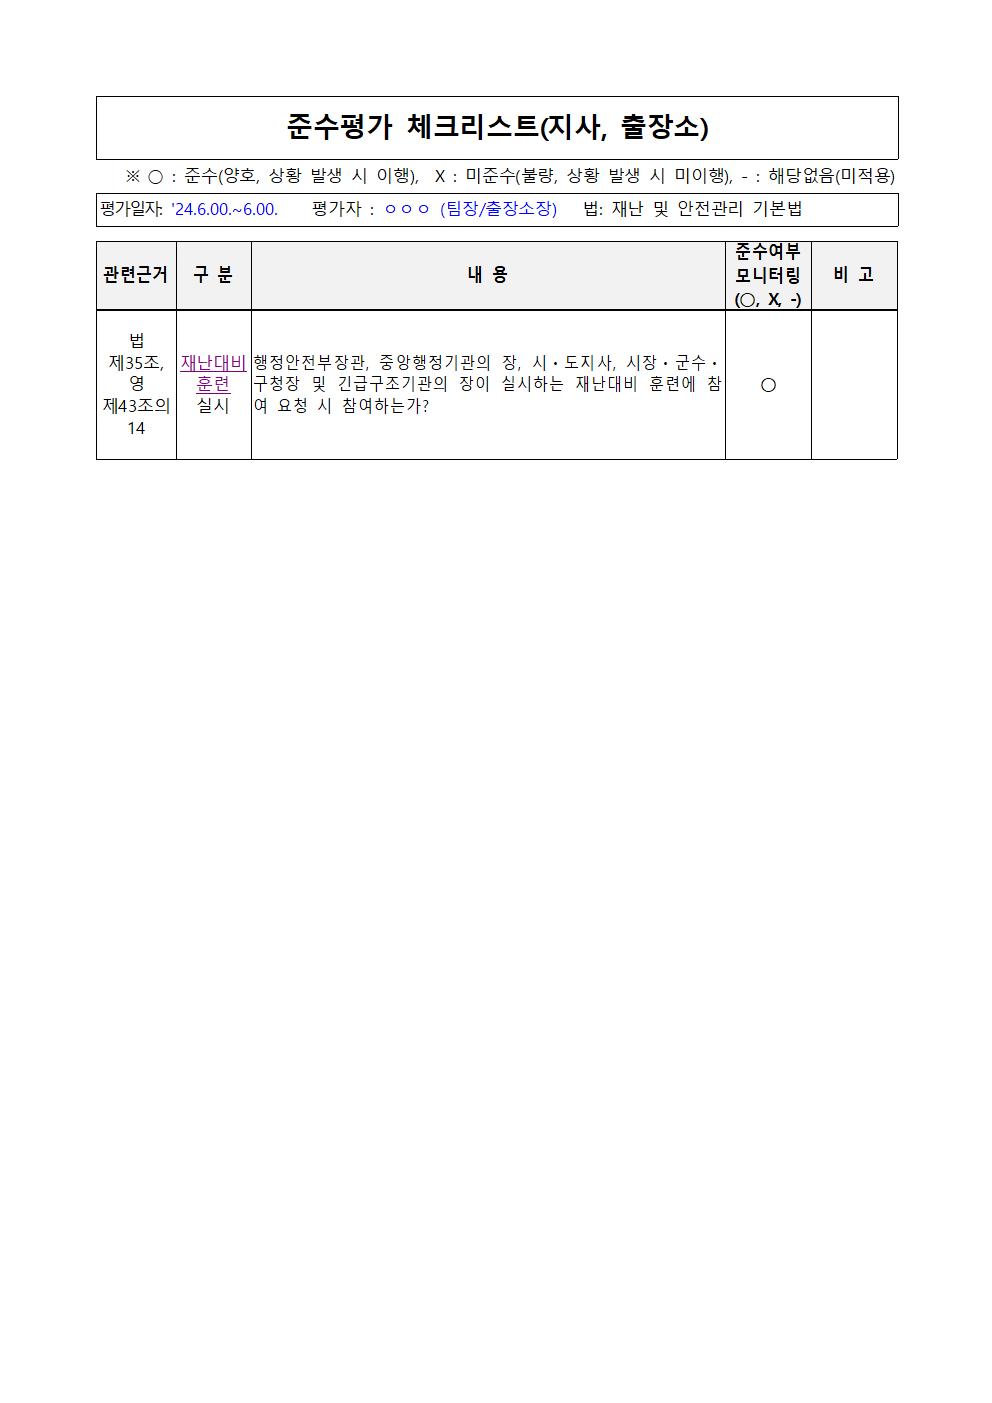 준수평가 체크리스트(지사, 출장소)
※ ○ : 준수(양호, 상황 발생 시 이행), X : 미준수(불량, 상황 발생 시 미이행), - : 해당없음(미적용)
평가일자: '24.6.00.~6.00. 평가자 : ㅇㅇㅇ (팀장/출장소장) 법: 재난 및 안전관리 기본법
관련근거
구 분
내 용
준수여부
모니터링
(○, X, -)
비 고
법
제35조,
영
제43조의
14
재난대비
훈련
실시
행정안전부장관, 중앙행정기관의 장, 시・도지사, 시장・군수・
구청장 및 긴급구조기관의 장이 실시하는 재난대비 훈련에 참
여 요청 시 참여하는가?
○